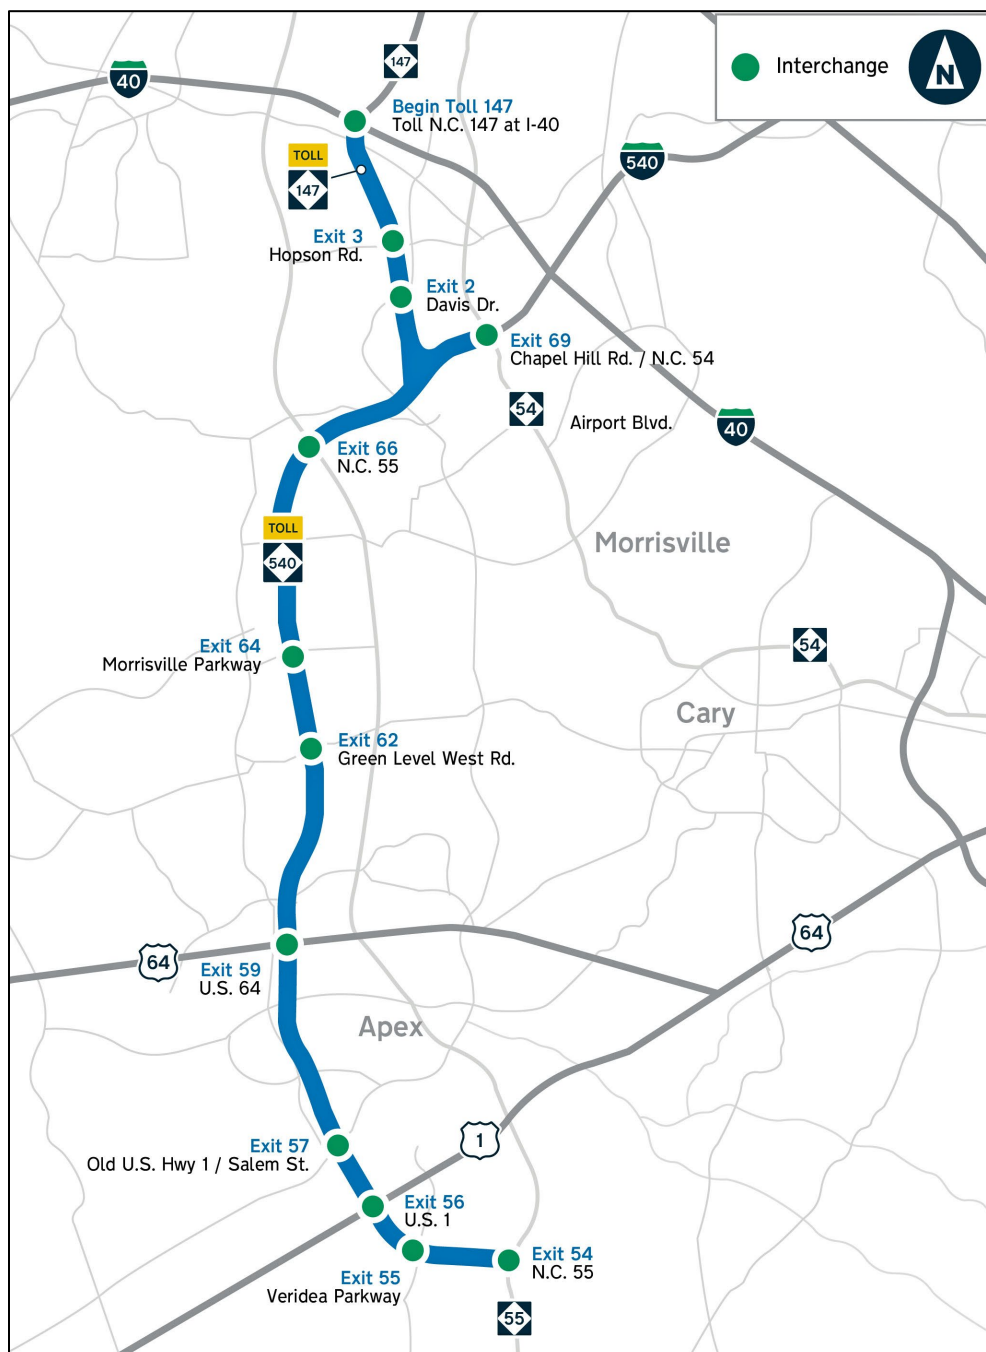 147
40
Interchange
N
Begin Toll 147
Toll N.C. 147 at I-40
TOLL
147
540
Exit 3
Hopson Rd.
Exit 2
Davis Dr.
Exit 69
Chapel Hill Rd. / N.C. 54
54
Airport Blvd.
40
Exit 66
N.C. 55
TOLL
540
Morrisville
Exit 64
Morrisville Parkway
54
Cary
Exit 62
Green Level West Rd.
64
64
Exit 59
U.S. 64
Apex
1
Exit 57
Old U.S. Hwy 1 / Salem St.
Exit 56
U.S. 1
Exit 55
Veridea Parkway
Exit 54
N.C. 55
55